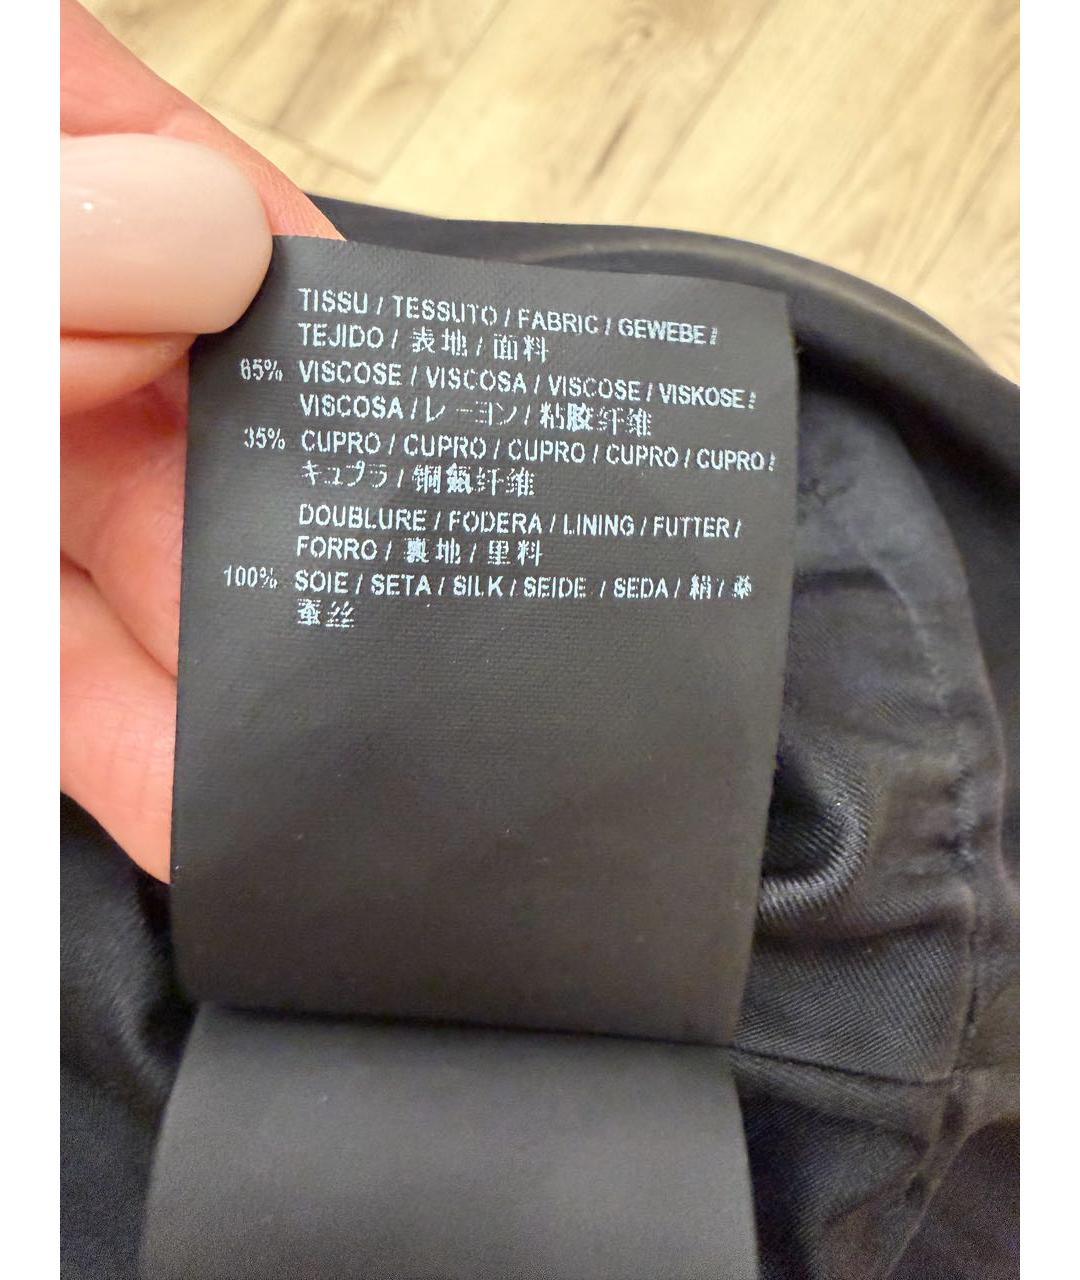 TISSU / TESSUTO / FABRIC / GEWEBE /
TEJIDO / 表地 / 面料
65% VISCOSE / VISCOSA / VISCOSE / VISKOSE /
VISCOSA / レーヨン / 粘胶纤维
35% CUPRO / CUPRO / CUPRO / CUPRO / CUPRO /
キュプラ / 铜氨纤维
DOUBLURE / FODERA / LINING / FUTTER /
FORRO / 裏地 / 里料
100% SOIE / SETA / SILK / SEIDE / SEDA / 絹 / 桑
蚕丝